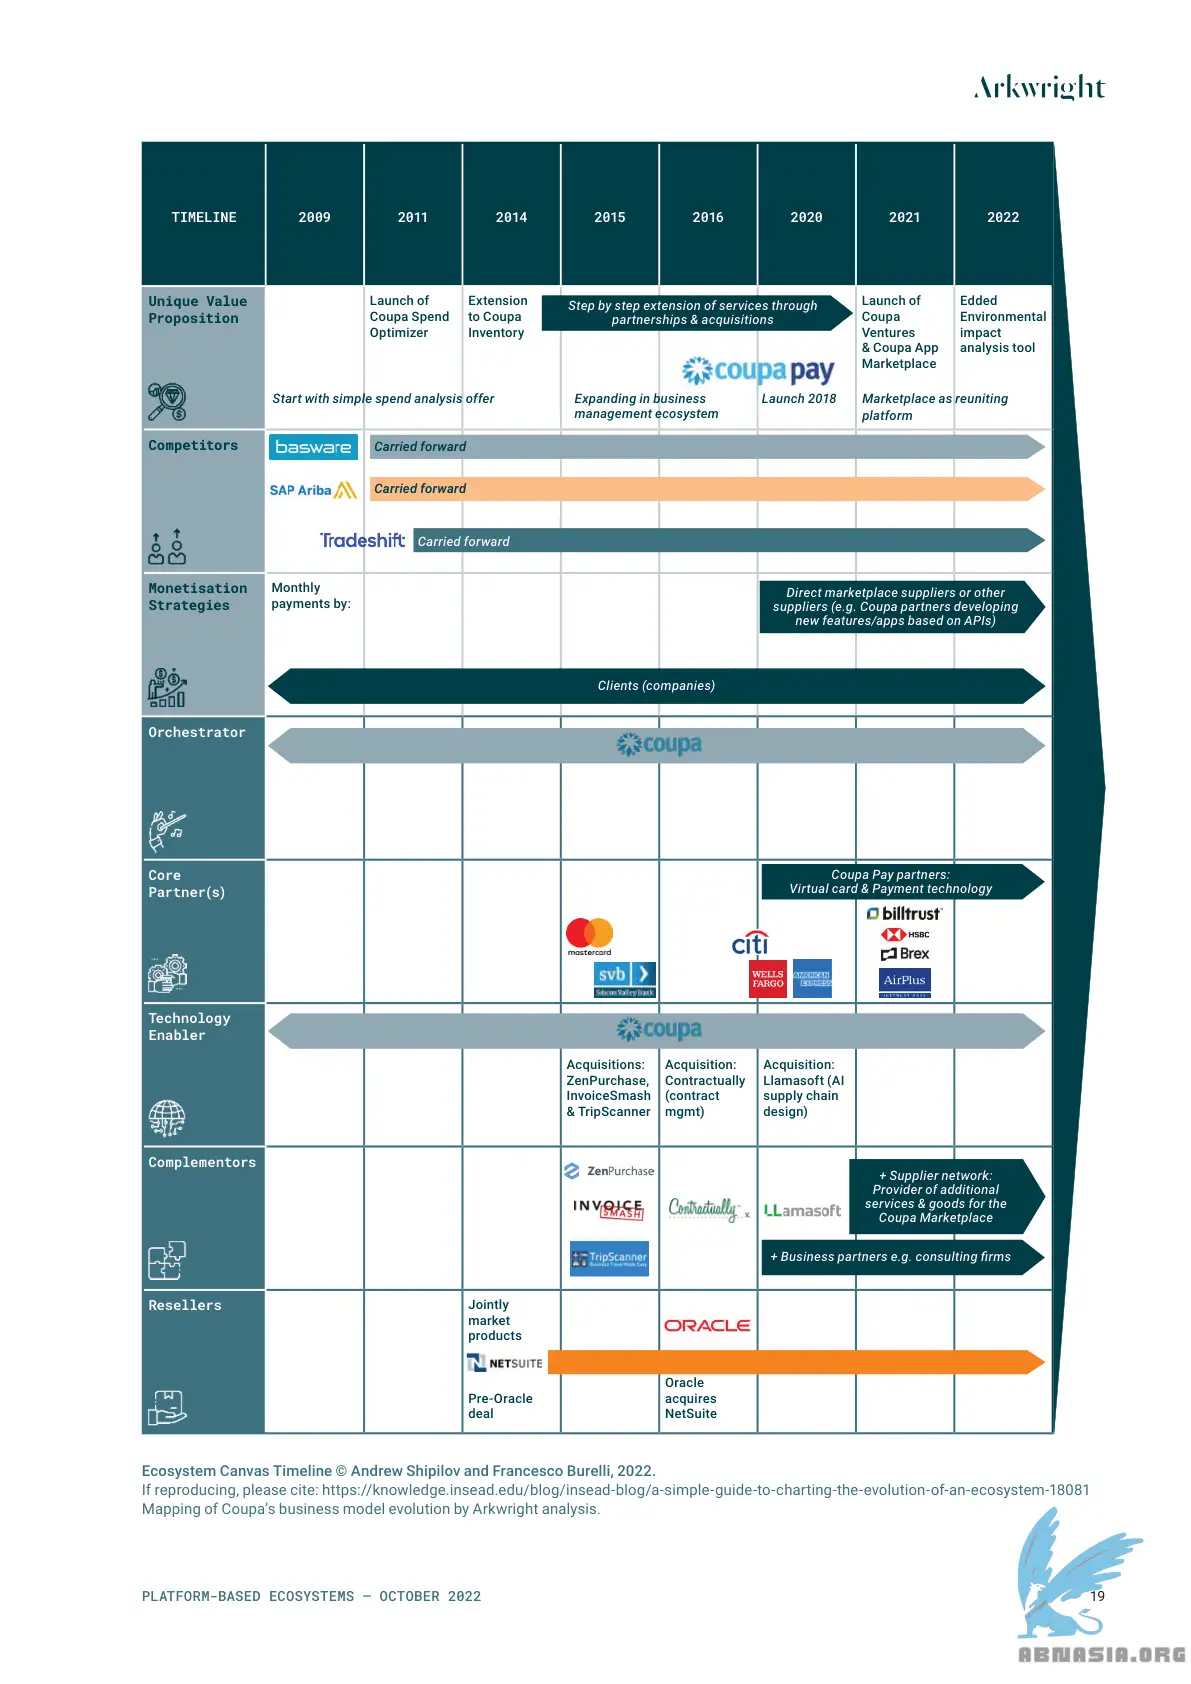 Arkwright
TIMELINE 2009 2011 2014 2015 2016 2020 2021 2022
Unique Value
Proposition
Launch of
Coupa Spend
Optimizer
Extension
to Coupa
Inventory
Step by step extension of services through
partnerships & acquisitions
coupa pay
Launch of
Coupa
Ventures
& Coupa App
Marketplace
Edded
Environmental
impact
analysis tool
Start with simple spend analysis offer
Expanding in business
management ecosystem
Launch 2018
Marketplace as reuniting
platform
Competitors
basware
Carried forward
SAP Ariba
Carried forward
Tradeshift
Carried forward
Monetisation
Strategies
Monthly
payments by:
Direct marketplace suppliers or other
suppliers (e.g. Coupa partners developing
new features/apps based on APIs)
Clients (companies)
Orchestrator
coupa
Core
Partner(s)
Coupa Pay partners:
Virtual card & Payment technology
mastercard
svb
Silicon Valley Bank
citi
WELLS
FARGO
AMERICAN
EXPRESS
billtrust
HSBC
Brex
AirPlus
INTERNATIONAL
Technology
Enabler
coupa
Acquisitions:
ZenPurchase,
InvoiceSmash
& TripScanner
Acquisition:
Contractually
(contract
mgmt)
Acquisition:
Llamasoft (AI
supply chain
design)
Complementors
ZenPurchase
INVOICE
SMASH
TripScanner
Business Travel Made Easy
Contractually
x
LLamasoft
+ Supplier network:
Provider of additional
services & goods for the
Coupa Marketplace
+ Business partners e.g. consulting firms
Resellers
Jointly
market
products
NETSUITE
Pre-Oracle
deal
ORACLE
Oracle
acquires
NetSuite
Ecosystem Canvas Timeline © Andrew Shipilov and Francesco Burelli, 2022.
If reproducing, please cite: https://knowledge.insead.edu/blog/insead-blog/a-simple-guide-to-charting-the-evolution-of-an-ecosystem-18081
Mapping of Coupa's business model evolution by Arkwright analysis.
PLATFORM-BASED ECOSYSTEMS – OCTOBER 2022
19
ABNASIA.ORG